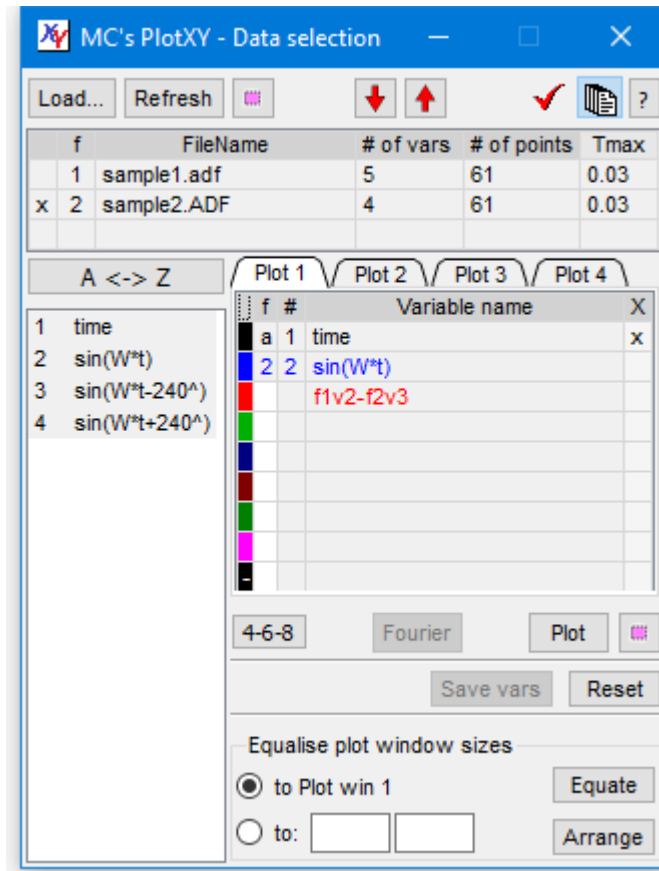 MC's PlotXY - Data selection
Load... Refresh ?
f FileName # of vars # of points Tmax
1 sample1.adf 5 61 0.03
x 2 sample2.ADF 4 61 0.03
A <-> Z
Plot 1 Plot 2 Plot 3 Plot 4
f # Variable name X
1 time
2 sin(W*t)
3 sin(W*t-240^)
4 sin(W*t+240^)
a 1 time x
2 2 sin(W*t)
f1v2-f2v3
4-6-8 Fourier Plot
Save vars Reset
Equalise plot window sizes
to Plot win 1 Equate
to: Arrange